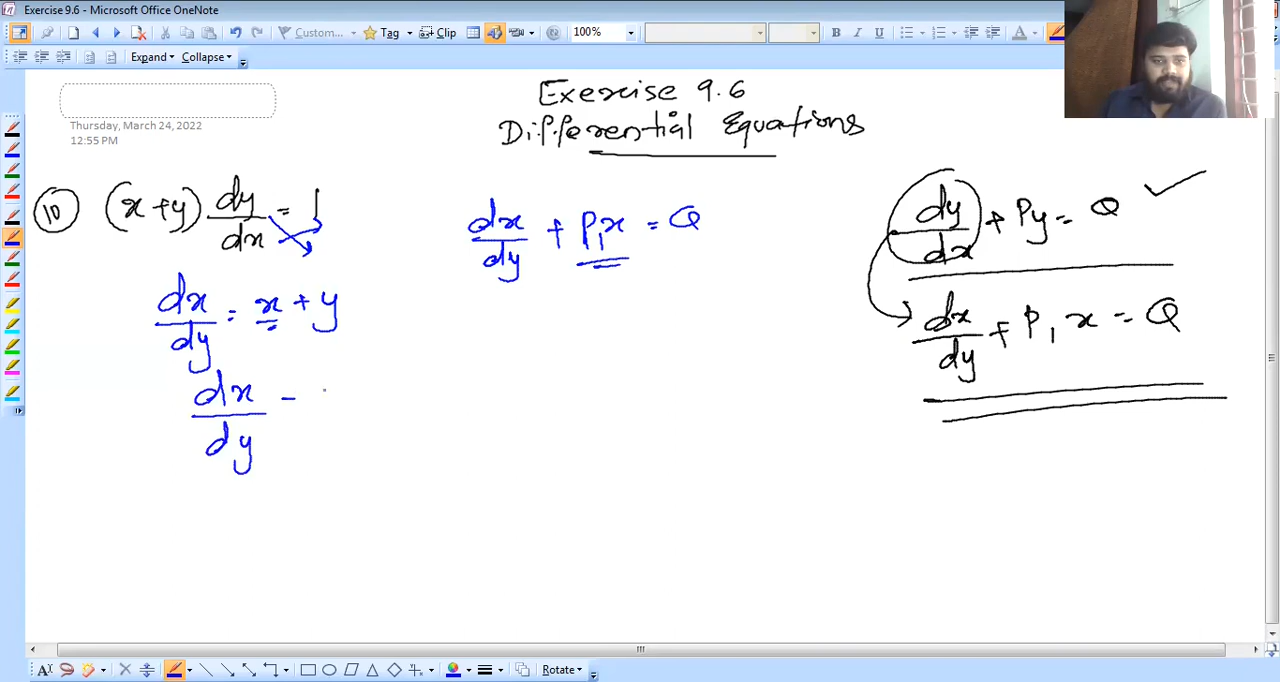 Exercise 9.6 - Microsoft Office OneNote
Custom... Tag Clip 100% B I U A
Expand Collapse
Exercise 9.6
Differential Equations
Thursday, March 24, 2022
12:55 PM
10 (x+y) dy/dx = 1
dx/dy = x + y
dx/dy -
dx/dy + P₁x = Q
dy/dx + Py = Q
dx/dy + P₁ x = Q
A Rotate